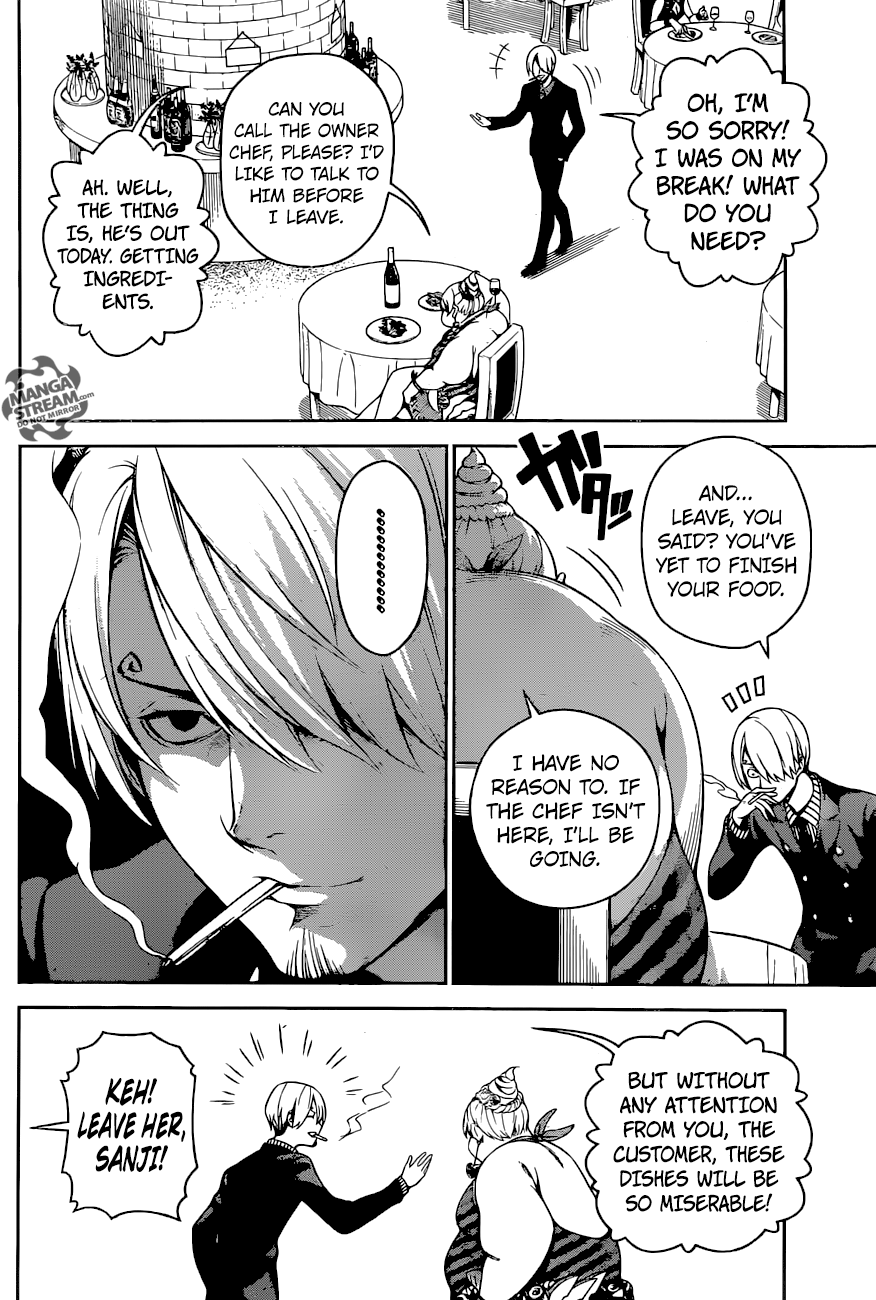 OH, I'M
SO SORRY!
I WAS ON MY
BREAK! WHAT
DO YOU
NEED?
CAN YOU
CALL THE OWNER
CHEF, PLEASE? I'D
LIKE TO TALK TO
HIM BEFORE
I LEAVE.
AH. WELL,
THE THING
IS, HE'S OUT
TODAY. GETTING
INGREDI-
ENTS.
MANGA
STREAM.com
DO NOT MIRROR
AND...
LEAVE, YOU
SAID? YOU'VE
YET TO FINISH
YOUR FOOD.
ガタ!!
I HAVE NO
REASON TO. IF
THE CHEF ISN'T
HERE, I'LL BE
GOING.
..............
BUT WITHOUT
ANY ATTENTION
FROM YOU, THE
CUSTOMER, THESE
DISHES WILL BE
SO MISERABLE!
KEH!
LEAVE HER,
SANJI!